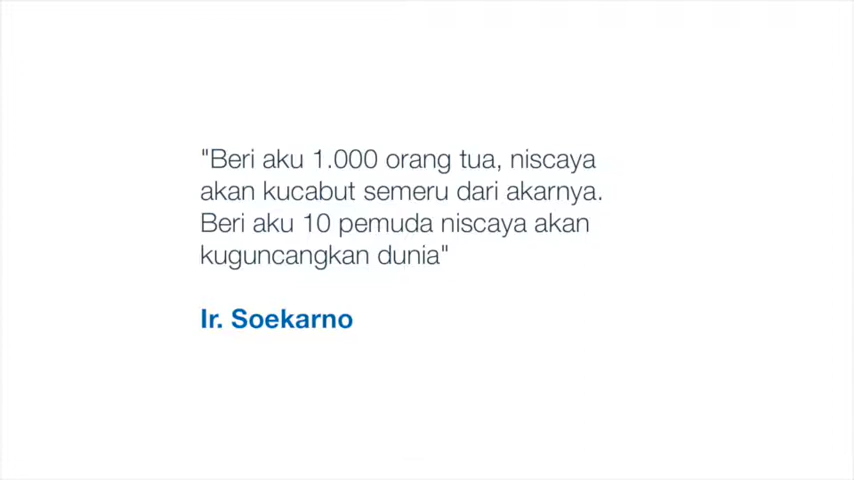 "Beri aku 1.000 orang tua, niscaya
akan kucabut semeru dari akarnya.
Beri aku 10 pemuda niscaya akan
kuguncangkan dunia"
Ir. Soekarno